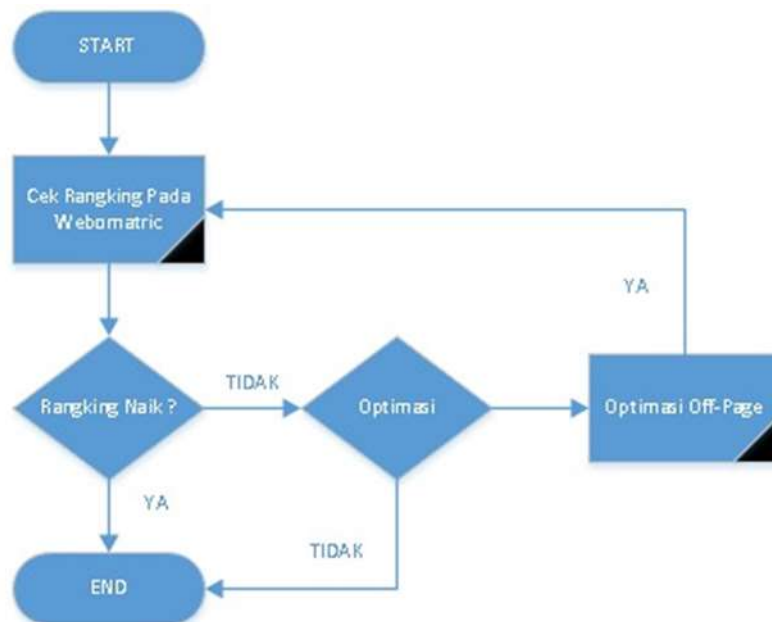 START
Cek Rangking Pada
Webomatric
YA
Rangking Naik ?
TIDAK
Optimasi
Optimasi Off-Page
YA
TIDAK
END